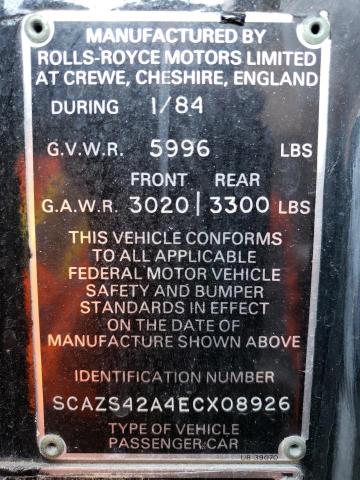 MANUFACTURED BY
ROLLS-ROYCE MOTORS LIMITED
AT CREWE, CHESHIRE, ENGLAND
DURING 1/84
G.V.W.R. 5996 LBS
FRONT REAR
G.A.W.R. 3020 | 3300 LBS
THIS VEHICLE CONFORMS
TO ALL APPLICABLE
FEDERAL MOTOR VEHICLE
SAFETY AND BUMPER
STANDARDS IN EFFECT
ON THE DATE OF
MANUFACTURE SHOWN ABOVE
IDENTIFICATION NUMBER
SCAZS42A4ECX08926
TYPE OF VEHICLE
PASSENGER CAR
UB 39070